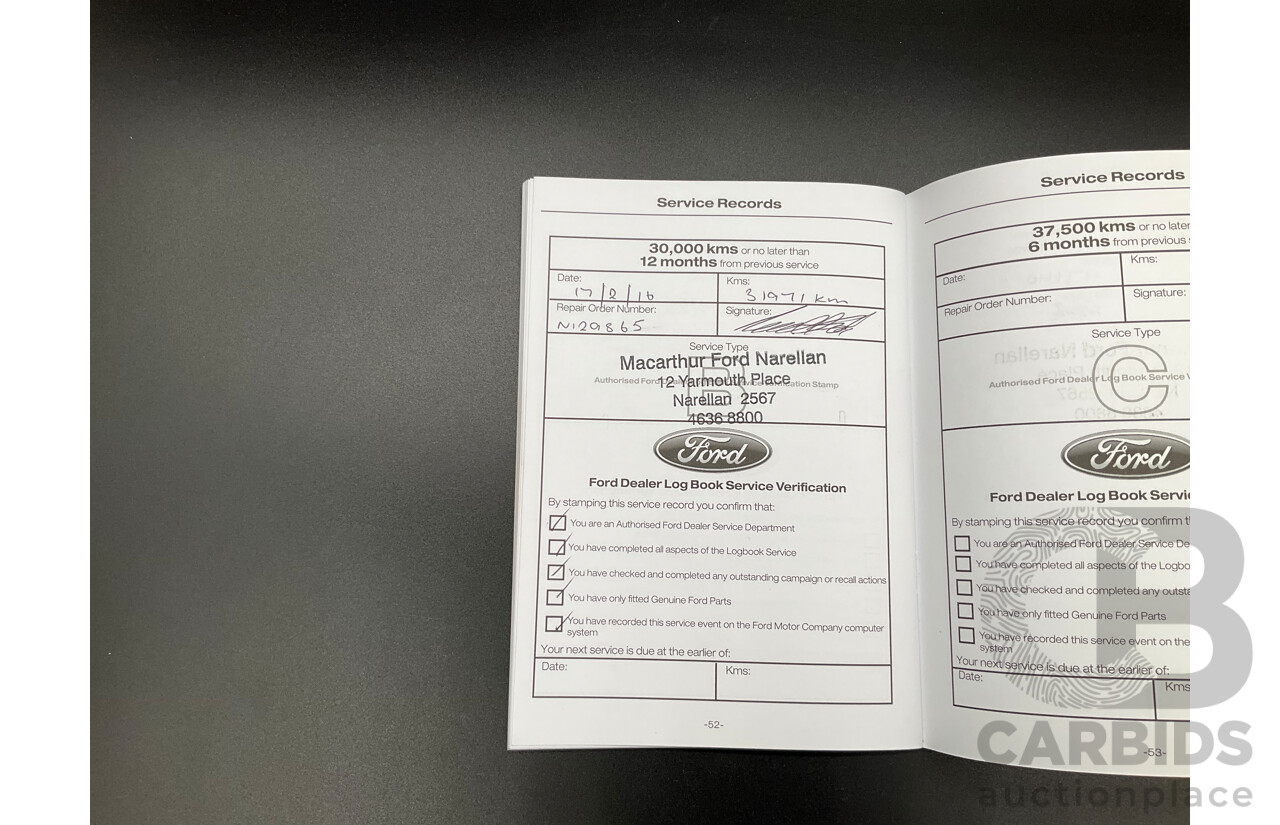 Service Records
30,000 kms or no later than
12 months from previous service
Date:
Kms:
17/2/16
31971 km
Repair Order Number:
Signature:
N129865
Service Type
Macarthur Ford Narellan
B
Authorised Ford Dealer Service Verification Stamp
12 Yarmouth Place
Narellan 2567
4636 8800
Ford
Ford Dealer Log Book Service Verification
By stamping this service record you confirm that:
You are an Authorised Ford Dealer Service Department
You have completed all aspects of the Logbook Service
You have checked and completed any outstanding campaign or recall actions
You have only fitted Genuine Ford Parts
You have recorded this service event on the Ford Motor Company computer
system
Your next service is due at the earlier of:
Date:
Kms:
-52-
Service Records
37,500 kms or no later
6 months from previous
Date:
Kms:
Repair Order Number:
Signature:
Service Type
C
Authorised Ford Dealer Log Book Service
Ford
Ford Dealer Log Book Servi
By stamping this service record you confirm t
You are an Authorised Ford Dealer Service De
You have completed all aspects of the Logbo
You have checked and completed any outsta
You have only fitted Genuine Ford Parts
You have recorded this service event on the
system
Your next service is due at the earlier of:
Date:
Kms
-53-
CB
CARBIDS
auctionplace